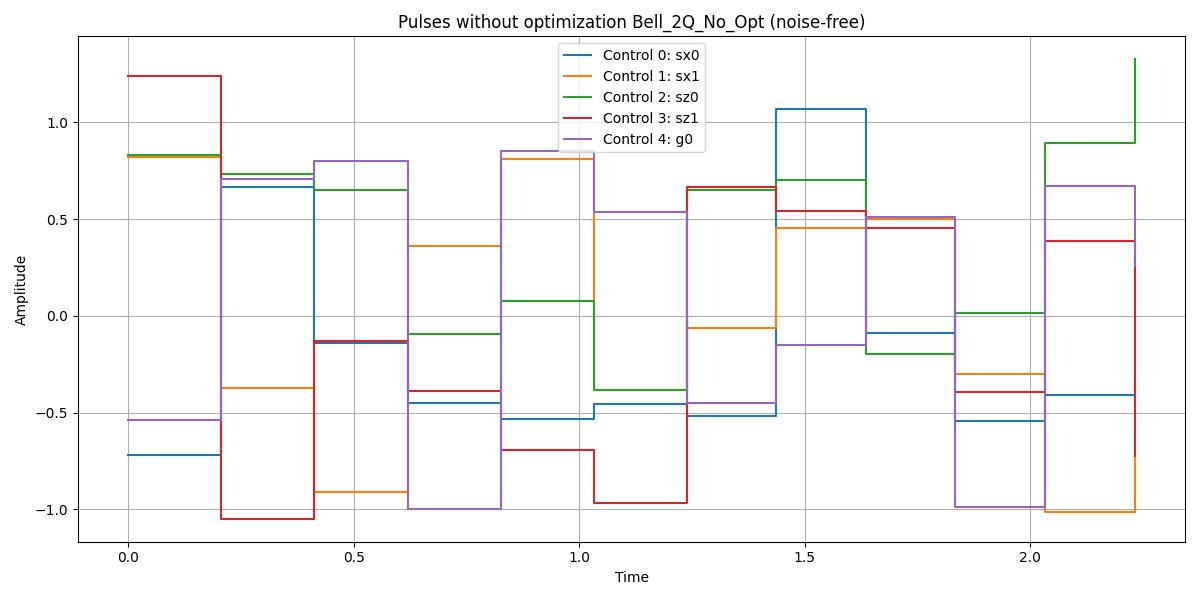 Pulses without optimization Bell_2Q_No_Opt (noise-free)
Control 0: sx0
Control 1: sx1
Control 2: sz0
Control 3: sz1
Control 4: g0
Amplitude
1.0
0.5
0.0
−0.5
−1.0
0.0 0.5 1.0 1.5 2.0
Time